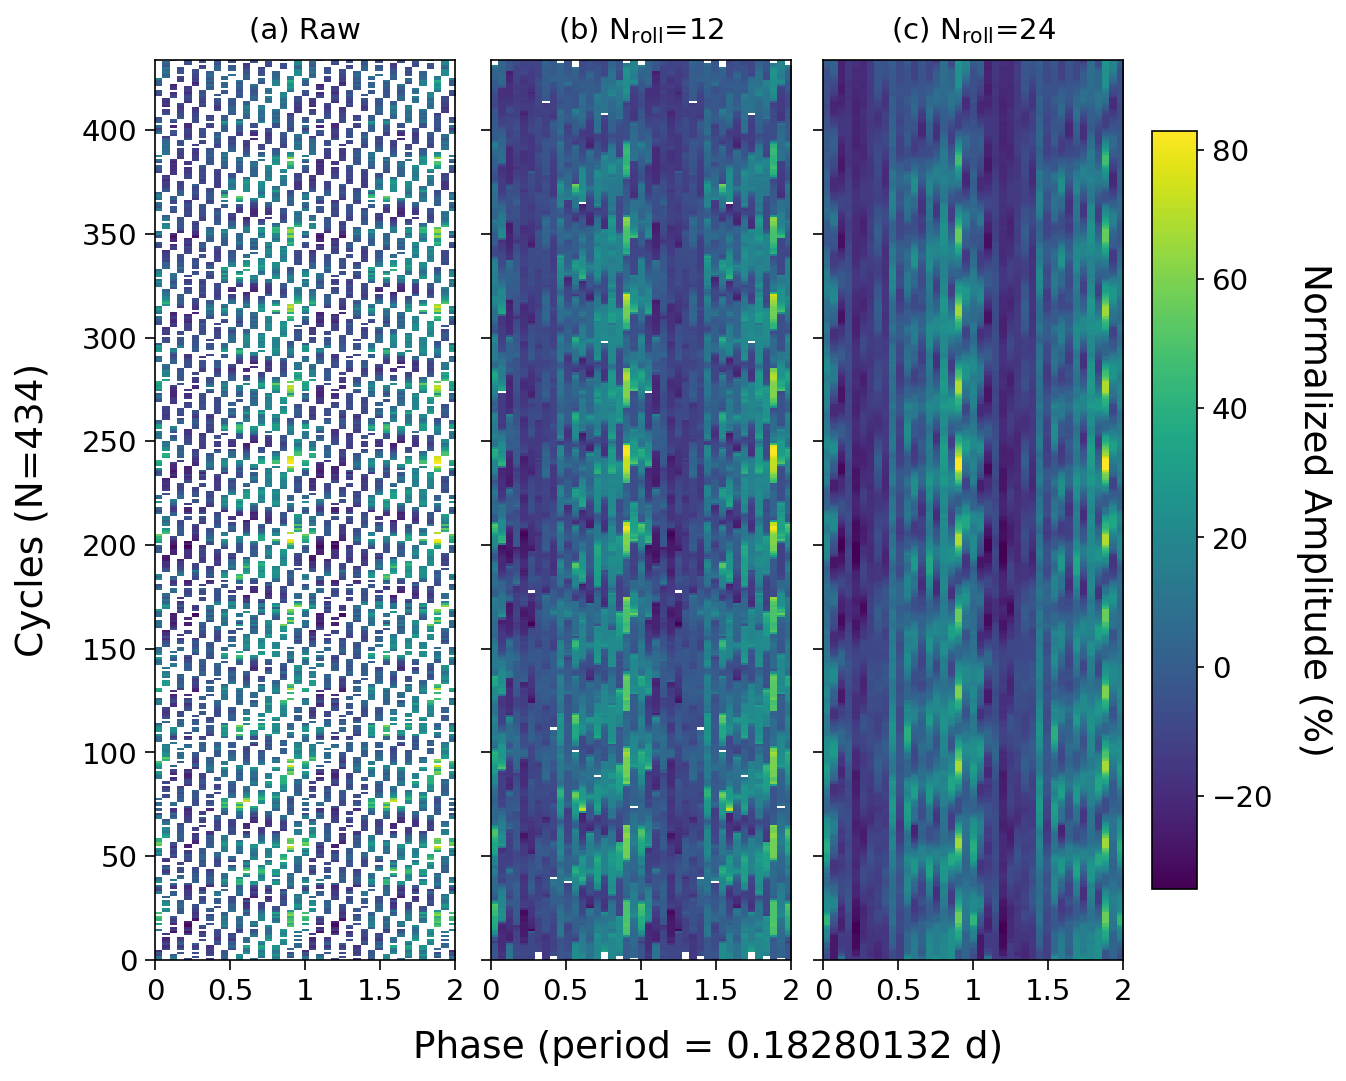 (a) Raw
(b) Nroll=12
(c) Nroll=24
Cycles (N=434)
400
350
300
250
200
150
100
50
0
0 0.5 1 1.5 2
0 0.5 1 1.5 2
0 0.5 1 1.5 2
Phase (period = 0.18280132 d)
80
60
40
20
0
−20
Normalized Amplitude (%)